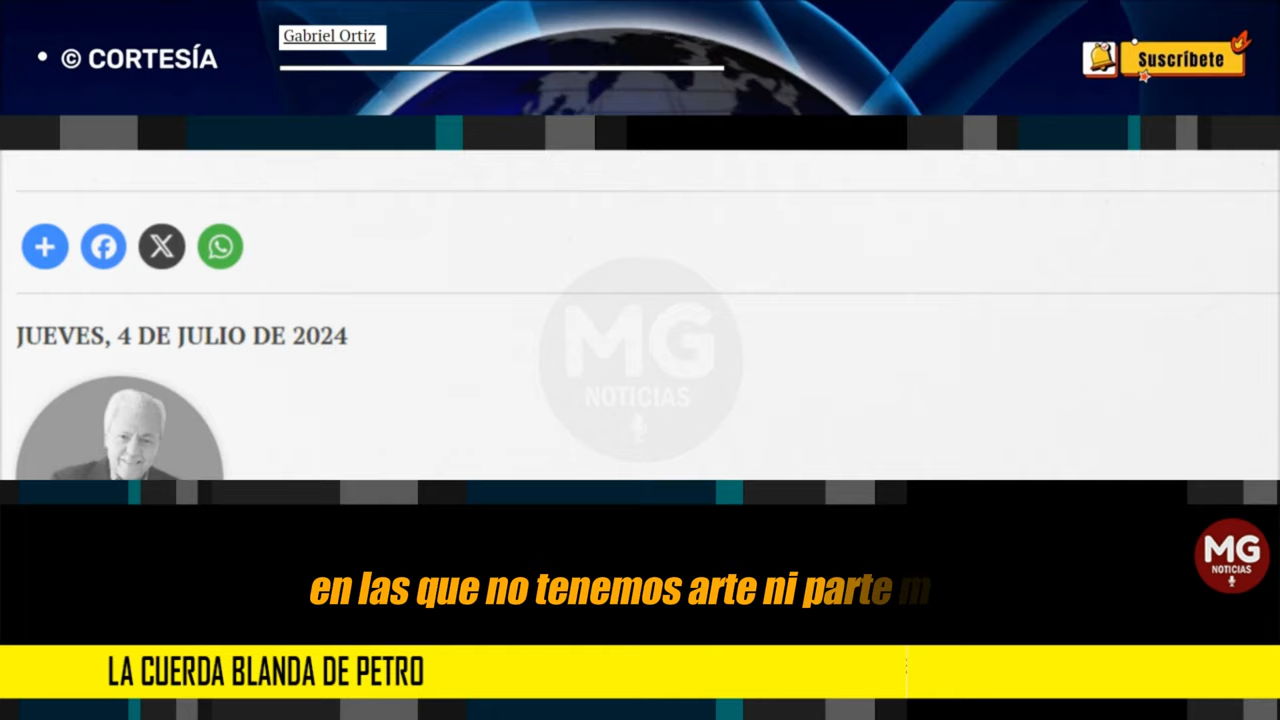 • © CORTESÍA
Gabriel Ortiz
Suscríbete
JUEVES, 4 DE JULIO DE 2024
MG
NOTICIAS
en las que no tenemos arte ni parte m
MG
NOTICIAS
LA CUERDA BLANDA DE PETRO